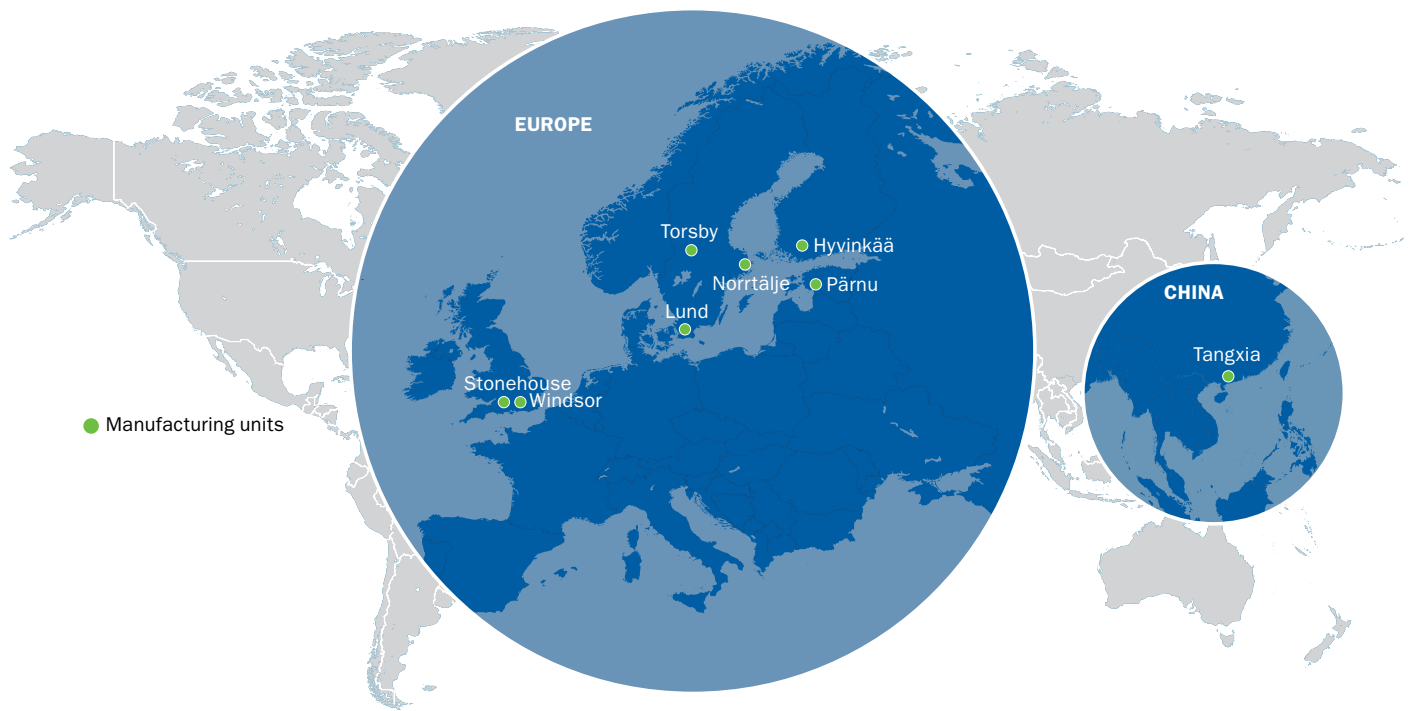 EUROPE
Torsby
Hyvinkää
Norrtälje
Pärnu
Lund
Stonehouse
Windsor
Manufacturing units
CHINA
Tangxia